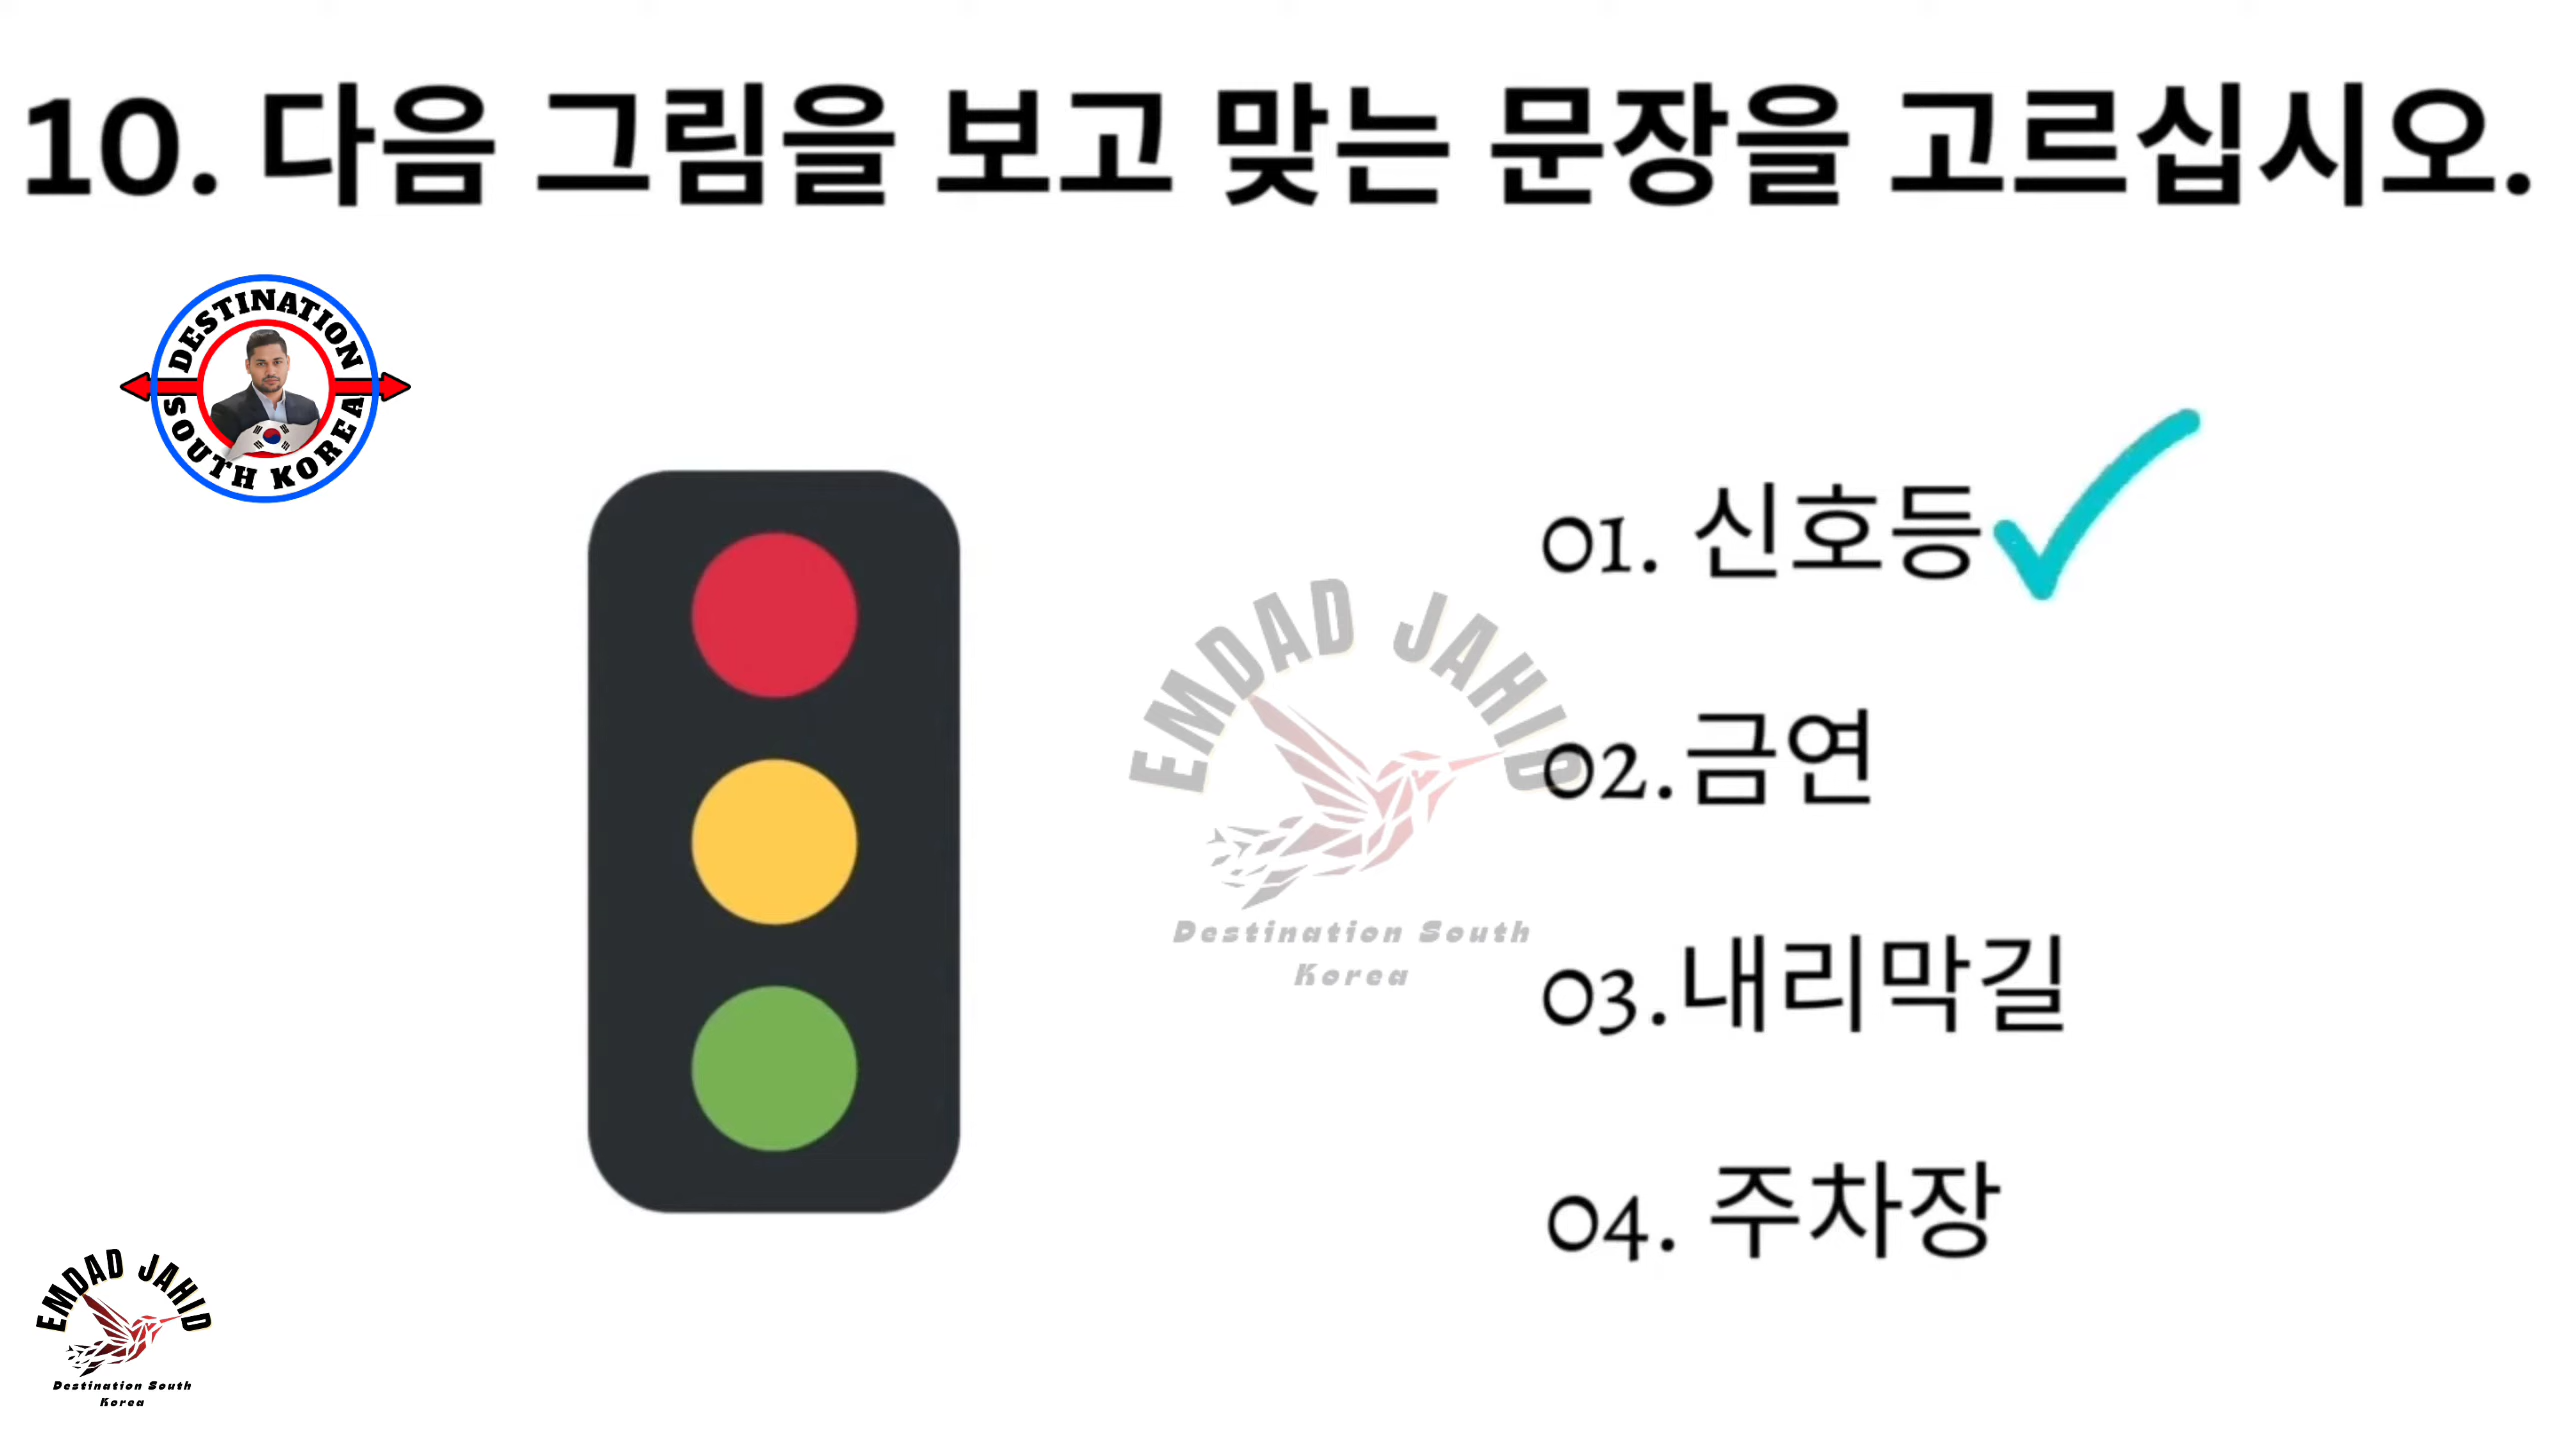 10. 다음 그림을 보고 맞는 문장을 고르십시오.
DESTINATION
SOUTH KOREA
01. 신호등
EMDAD JAHID
02.금연
Destination South
Korea
03.내리막길
04. 주차장
EMDAD JAHID
Destination South
Korea